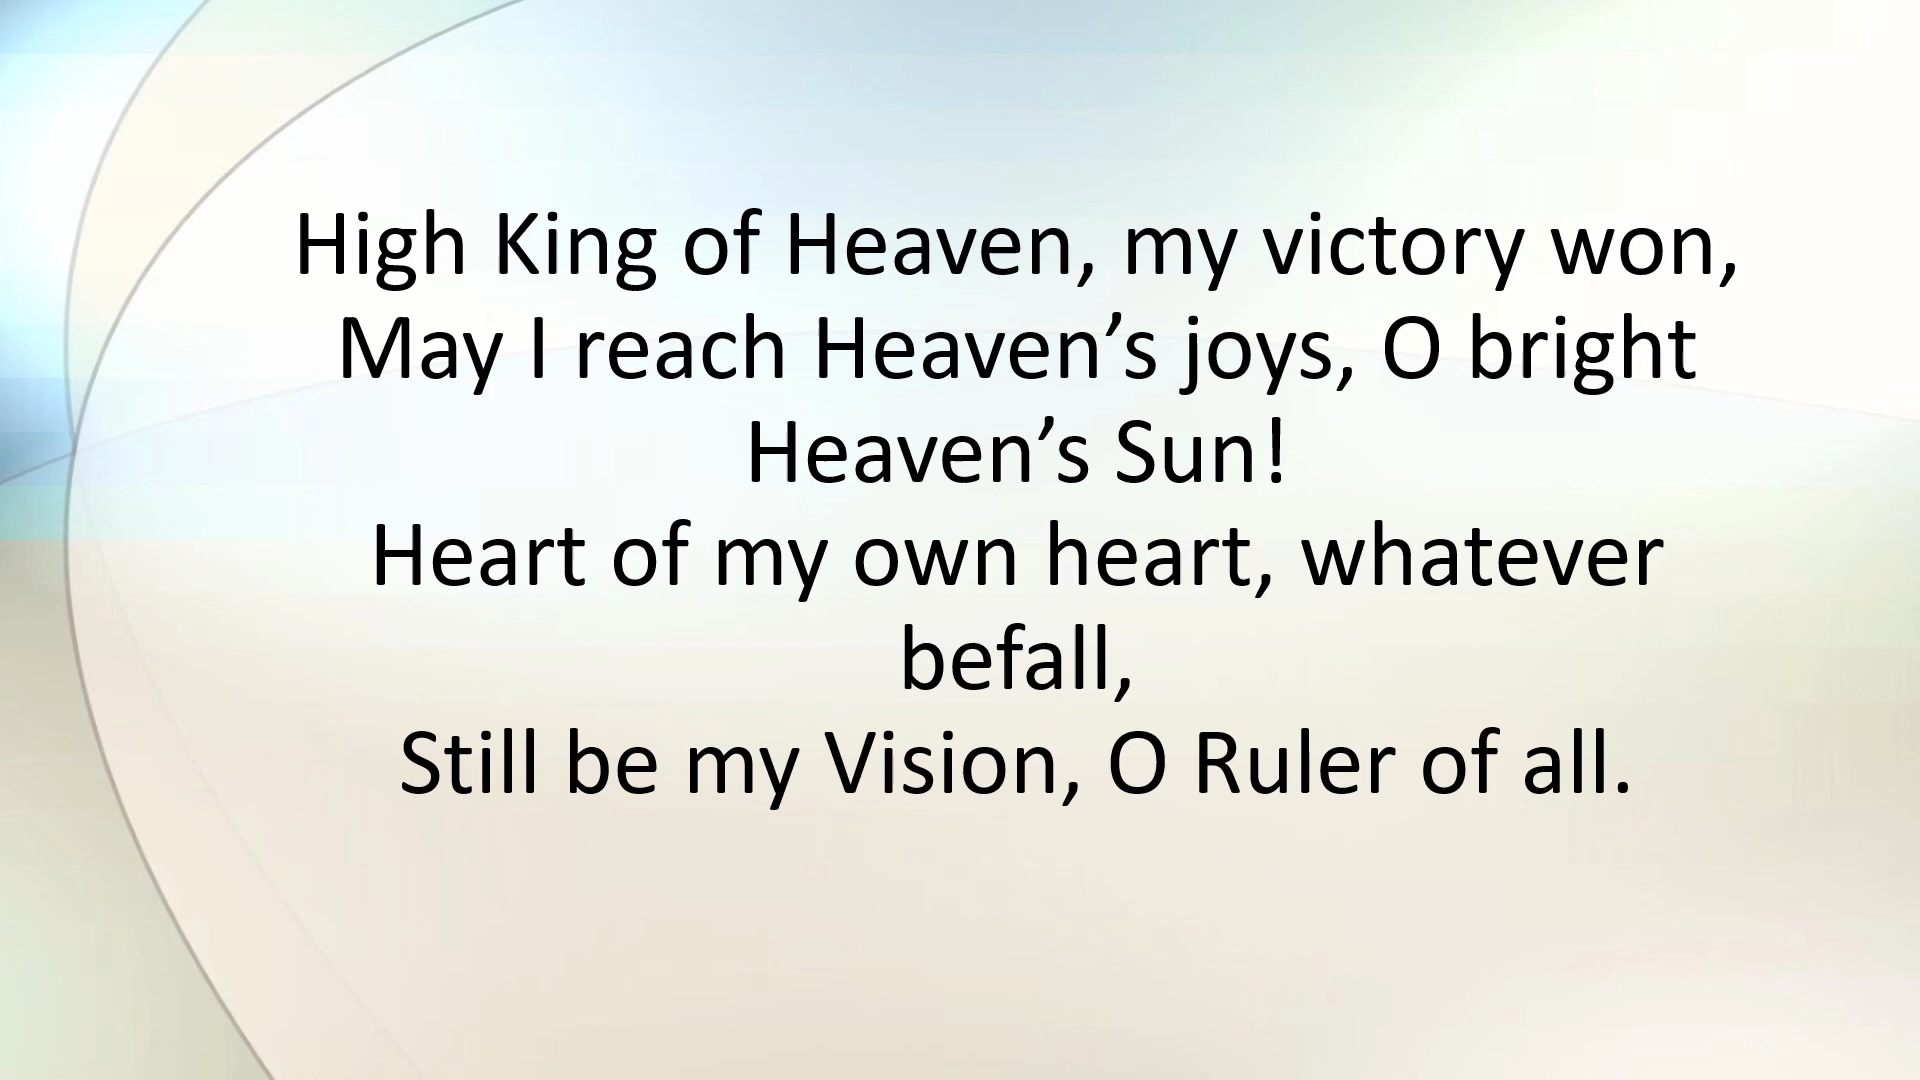 High King of Heaven, my victory won,
May I reach Heaven’s joys, O bright
Heaven’s Sun!
Heart of my own heart, whatever
befall,
Still be my Vision, O Ruler of all.